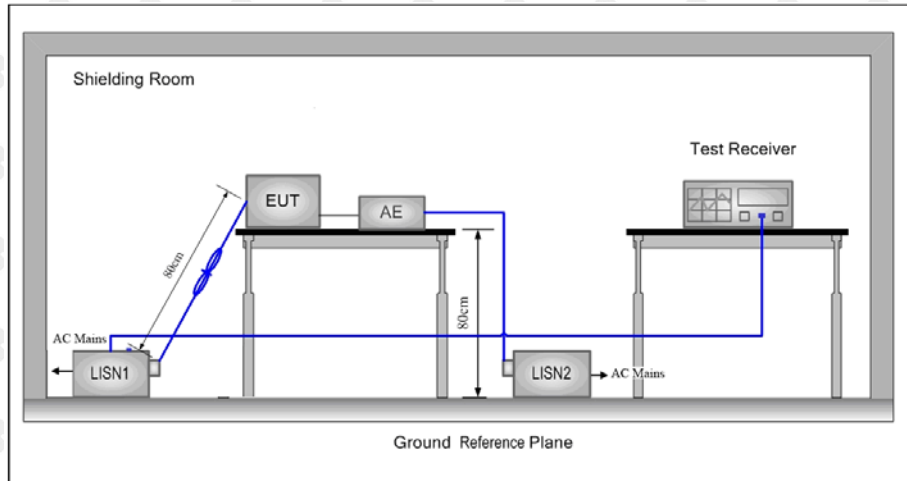 Shielding Room
Test Receiver
EUT
AE
80cm
80cm
AC Mains
LISN1
LISN2
AC Mains
Ground Reference Plane